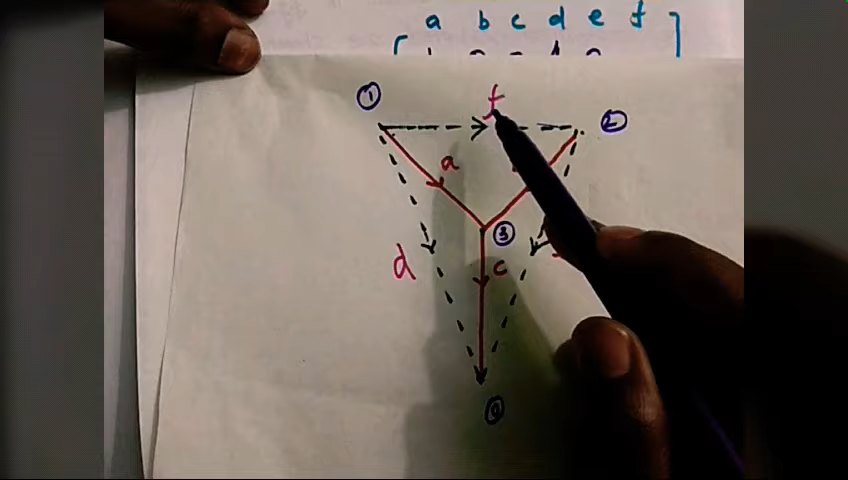 a b c d e f
① f ②
a
③
d c
④